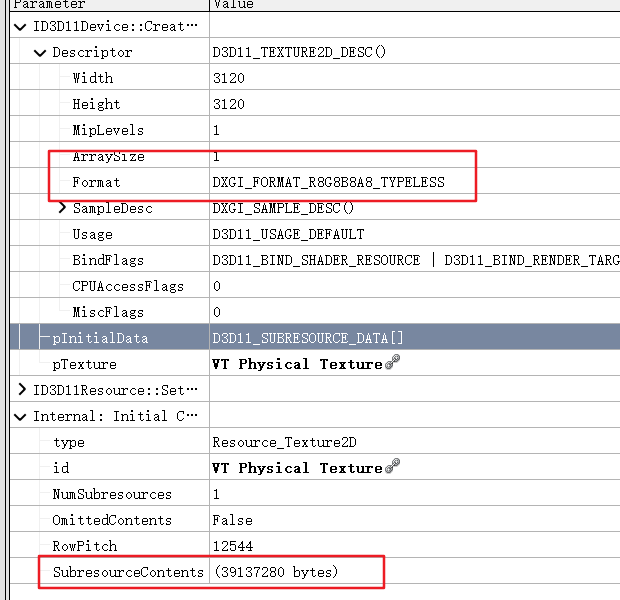 Parameter Value
ID3D11Device::Creat···
Descriptor D3D11_TEXTURE2D_DESC()
Width 3120
Height 3120
MipLevels 1
ArraySize 1
Format DXGI_FORMAT_R8G8B8A8_TYPELESS
SampleDesc DXGI_SAMPLE_DESC()
Usage D3D11_USAGE_DEFAULT
BindFlags D3D11_BIND_SHADER_RESOURCE | D3D11_BIND_RENDER_TARG
CPUAccessFlags 0
MiscFlags 0
pInitialData D3D11_SUBRESOURCE_DATA[]
pTexture VT Physical Texture
ID3D11Resource::Set···
Internal: Initial C···
type Resource_Texture2D
id VT Physical Texture
NumSubresources 1
OmittedContents False
RowPitch 12544
SubresourceContents (39137280 bytes)